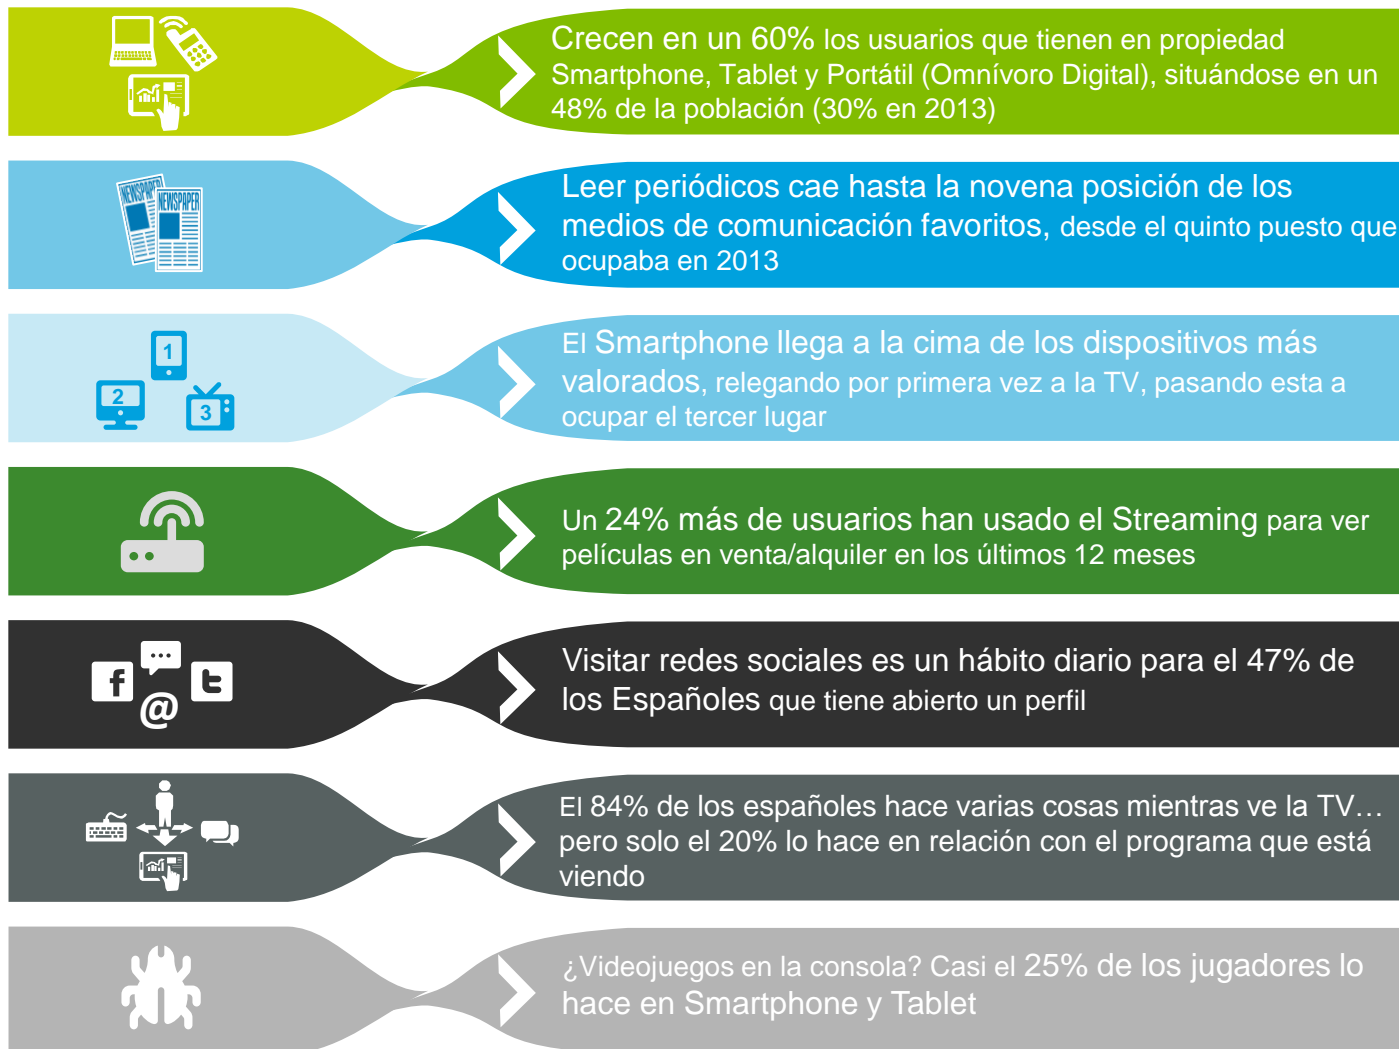 Crecen en un 60% los usuarios que tienen en propiedad
Smartphone, Tablet y Portátil (Omnívoro Digital), situándose en un
48% de la población (30% en 2013)
NEWSPAPER
NEWSPAPER
Leer periódicos cae hasta la novena posición de los
medios de comunicación favoritos, desde el quinto puesto que
ocupaba en 2013
1
2
3
El Smartphone llega a la cima de los dispositivos más
valorados, relegando por primera vez a la TV, pasando esta a
ocupar el tercer lugar
Un 24% más de usuarios han usado el Streaming para ver
películas en venta/alquiler en los últimos 12 meses
f
t
@
Visitar redes sociales es un hábito diario para el 47% de
los Españoles que tiene abierto un perfil
El 84% de los españoles hace varias cosas mientras ve la TV…
pero solo el 20% lo hace en relación con el programa que está
viendo
¿Videojuegos en la consola? Casi el 25% de los jugadores lo
hace en Smartphone y Tablet